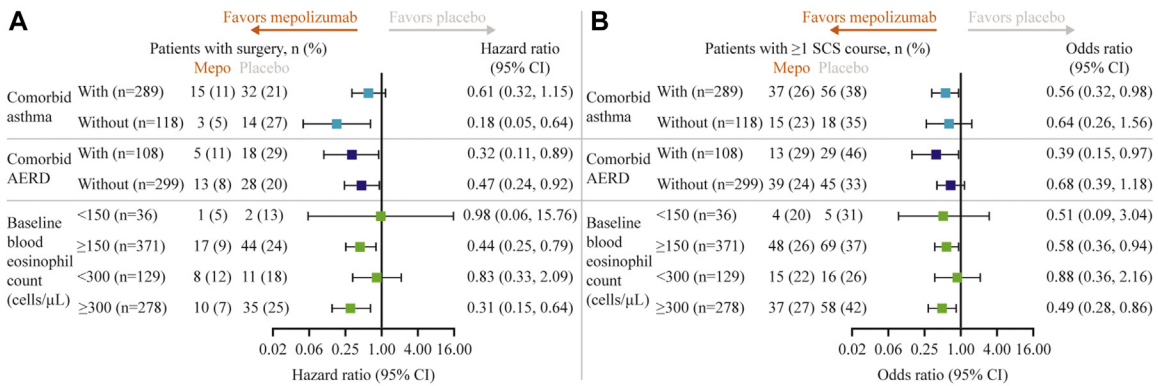 A
Favors mepolizumab
Favors placebo
Patients with surgery, n (%)
Hazard ratio
(95% CI)
Mepo Placebo
Comorbid
asthma
With (n=289) 15 (11) 32 (21) 0.61 (0.32, 1.15)
Without (n=118) 3 (5) 14 (27) 0.18 (0.05, 0.64)
Comorbid
AERD
With (n=108) 5 (11) 18 (29) 0.32 (0.11, 0.89)
Without (n=299) 13 (8) 28 (20) 0.47 (0.24, 0.92)
Baseline
blood
eosinophil
count
(cells/μL)
<150 (n=36) 1 (5) 2 (13) 0.98 (0.06, 15.76)
≥150 (n=371) 17 (9) 44 (24) 0.44 (0.25, 0.79)
<300 (n=129) 8 (12) 11 (18) 0.83 (0.33, 2.09)
≥300 (n=278) 10 (7) 35 (25) 0.31 (0.15, 0.64)
0.02 0.06 0.25 1.00 4.00 16.00
Hazard ratio (95% CI)
B
Favors mepolizumab
Favors placebo
Patients with ≥1 SCS course, n (%)
Odds ratio
(95% CI)
Mepo Placebo
Comorbid
asthma
With (n=289) 37 (26) 56 (38) 0.56 (0.32, 0.98)
Without (n=118) 15 (23) 18 (35) 0.64 (0.26, 1.56)
Comorbid
AERD
With (n=108) 13 (29) 29 (46) 0.39 (0.15, 0.97)
Without (n=299) 39 (24) 45 (33) 0.68 (0.39, 1.18)
Baseline
blood
eosinophil
count
(cells/μL)
<150 (n=36) 4 (20) 5 (31) 0.51 (0.09, 3.04)
≥150 (n=371) 48 (26) 69 (37) 0.58 (0.36, 0.94)
<300 (n=129) 15 (22) 16 (26) 0.88 (0.36, 2.16)
≥300 (n=278) 37 (27) 58 (42) 0.49 (0.28, 0.86)
0.02 0.06 0.25 1.00 4.00 16.00
Odds ratio (95% CI)